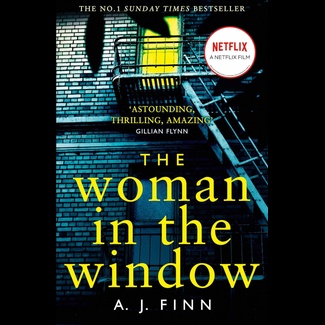 THE NO.1 SUNDAY TIMES BESTSELLER
NETFLIX
A NETFLIX FILM
'ASTOUNDING,
THRILLING, AMAZING'
GILLIAN FLYNN
THE
woman
in the
window
A. J. FINN